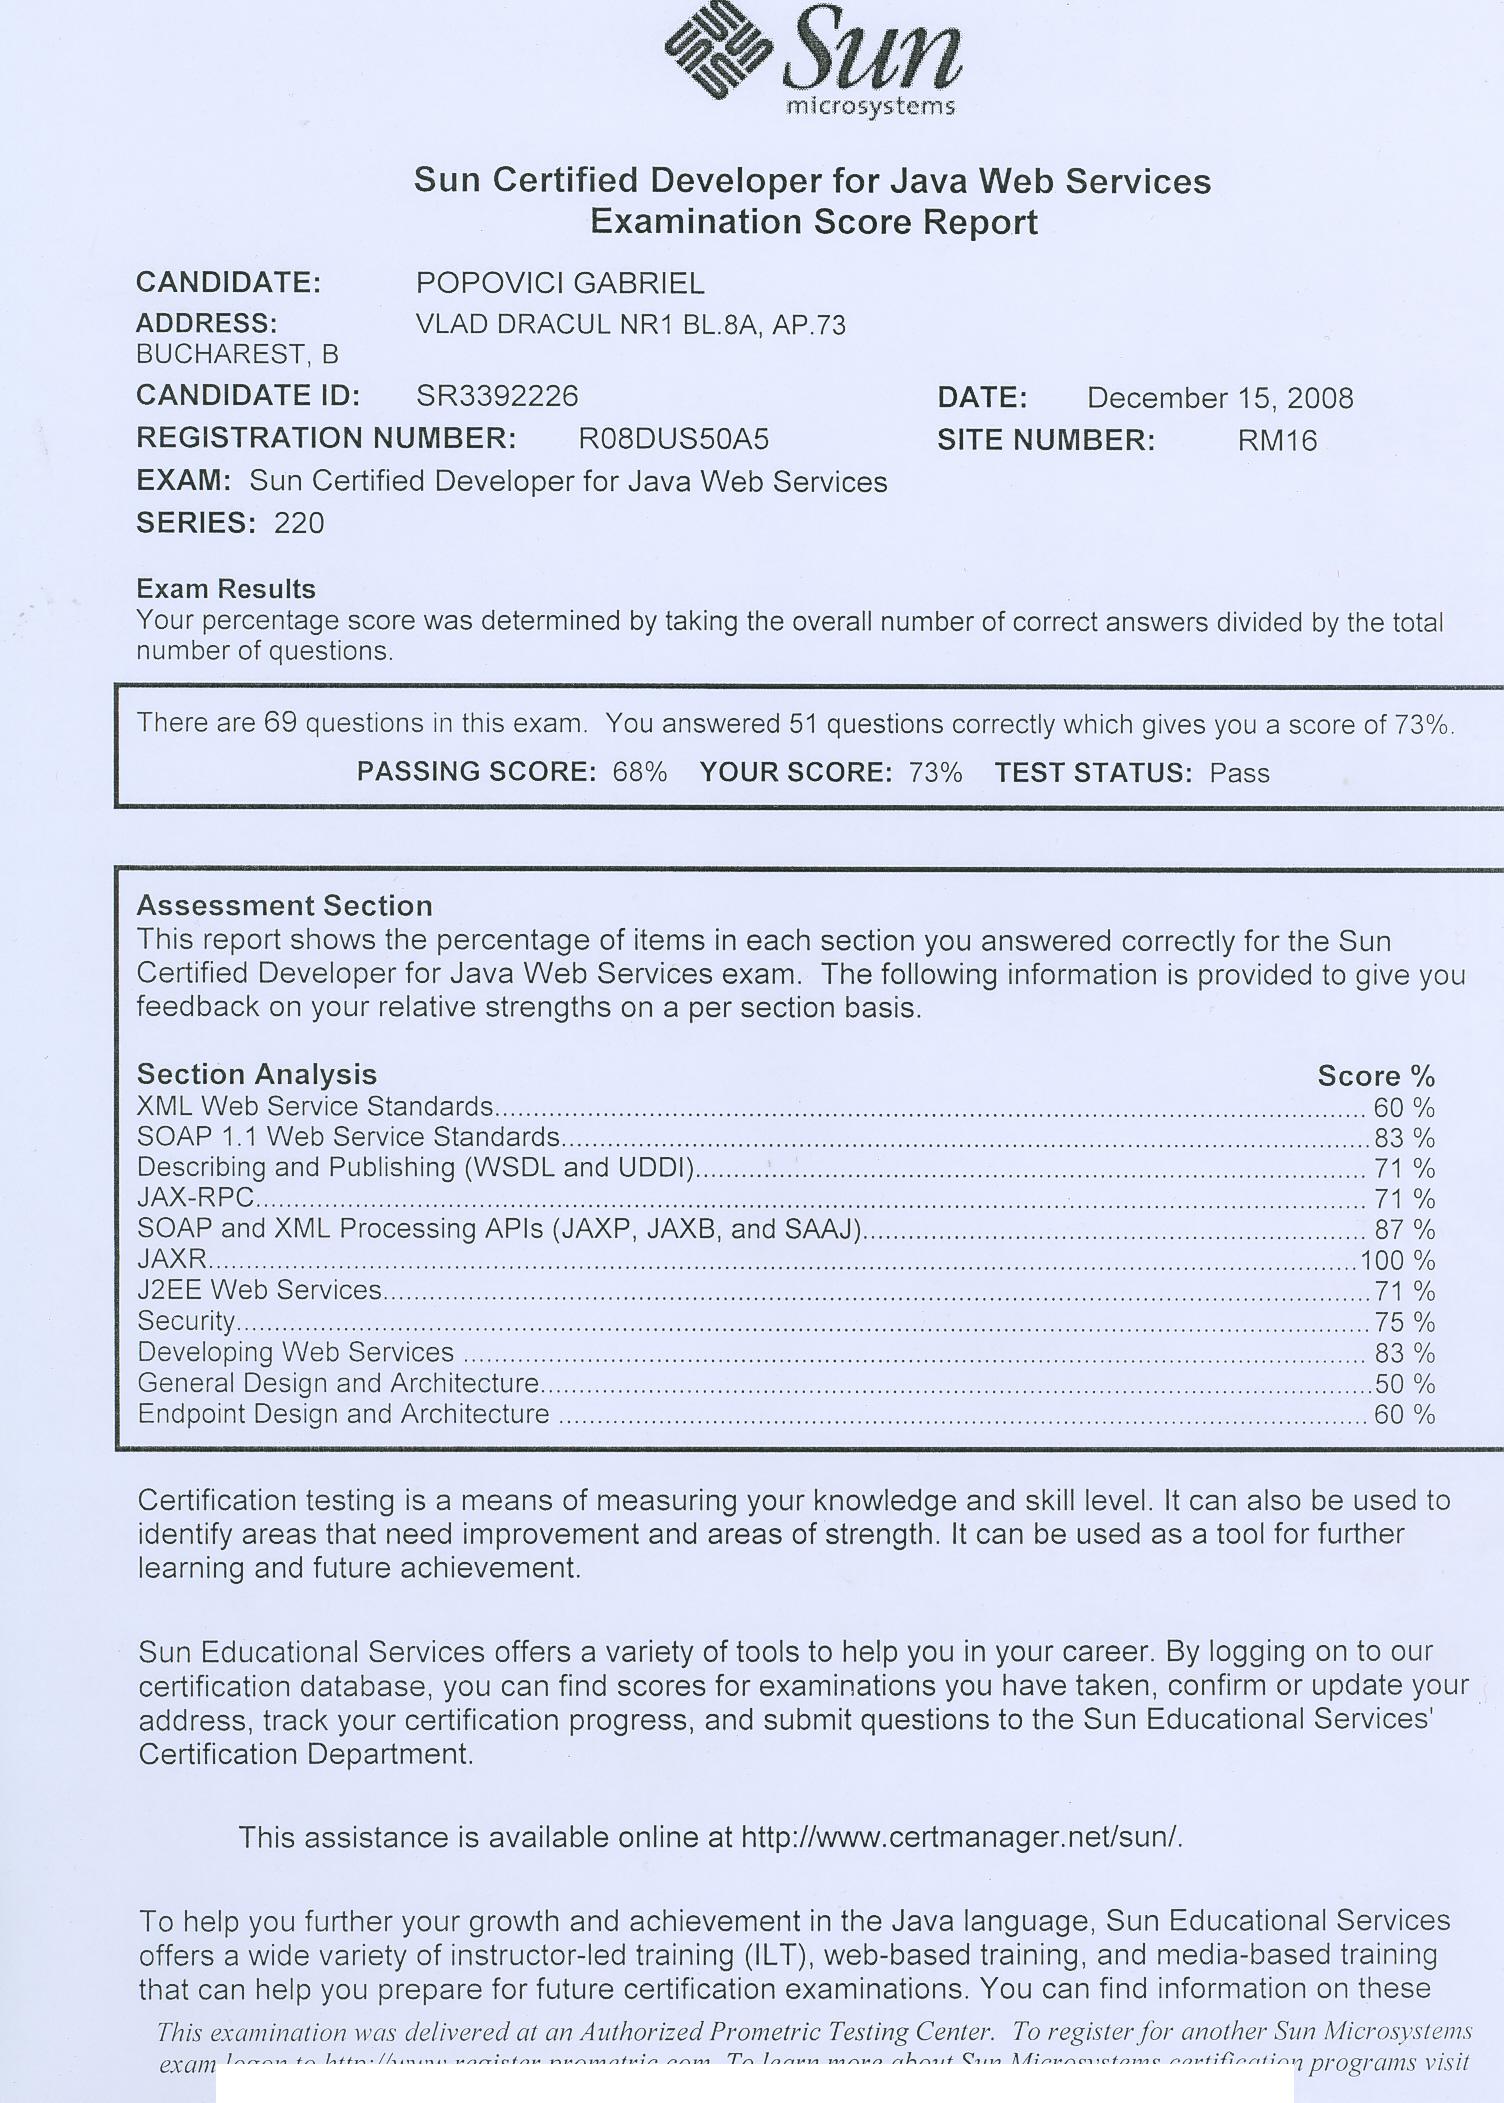 Sun
microsystems
Sun Certified Developer for Java Web Services
Examination Score Report
CANDIDATE: POPOVICI GABRIEL
ADDRESS: VLAD DRACUL NR1 BL.8A, AP.73
BUCHAREST, B
CANDIDATE ID: SR3392226 DATE: December 15, 2008
REGISTRATION NUMBER: R08DUS50A5 SITE NUMBER: RM16
EXAM: Sun Certified Developer for Java Web Services
SERIES: 220
Exam Results
Your percentage score was determined by taking the overall number of correct answers divided by the total
number of questions.
There are 69 questions in this exam. You answered 51 questions correctly which gives you a score of 73%.
PASSING SCORE: 68% YOUR SCORE: 73% TEST STATUS: Pass
Assessment Section
This report shows the percentage of items in each section you answered correctly for the Sun
Certified Developer for Java Web Services exam. The following information is provided to give you
feedback on your relative strengths on a per section basis.
Section Analysis Score %
XML Web Service Standards 60 %
SOAP 1.1 Web Service Standards 83 %
Describing and Publishing (WSDL and UDDI) 71 %
JAX-RPC 71 %
SOAP and XML Processing APIs (JAXP, JAXB, and SAAJ) 87 %
JAXR 100 %
J2EE Web Services 71 %
Security 75 %
Developing Web Services 83 %
General Design and Architecture 50 %
Endpoint Design and Architecture 60 %
Certification testing is a means of measuring your knowledge and skill level. It can also be used to
identify areas that need improvement and areas of strength. It can be used as a tool for further
learning and future achievement.
Sun Educational Services offers a variety of tools to help you in your career. By logging on to our
certification database, you can find scores for examinations you have taken, confirm or update your
address, track your certification progress, and submit questions to the Sun Educational Services'
Certification Department.
This assistance is available online at http://www.certmanager.net/sun/.
To help you further your growth and achievement in the Java language, Sun Educational Services
offers a wide variety of instructor-led training (ILT), web-based training, and media-based training
that can help you prepare for future certification examinations. You can find information on these
This examination was delivered at an Authorized Prometric Testing Center. To register for another Sun Microsystems
exam logon to http://www.register.prometric.com. To learn more about Sun Microsystems certification programs visit